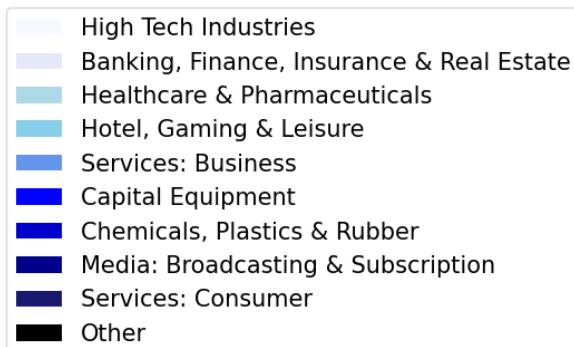 High Tech Industries
Banking, Finance, Insurance & Real Estate
Healthcare & Pharmaceuticals
Hotel, Gaming & Leisure
Services: Business
Capital Equipment
Chemicals, Plastics & Rubber
Media: Broadcasting & Subscription
Services: Consumer
Other